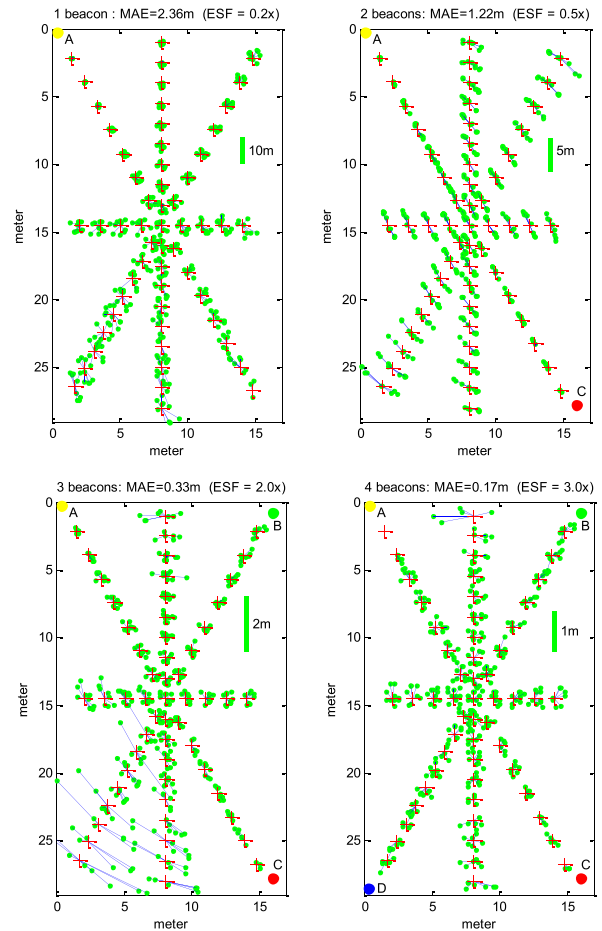 1 beacon : MAE=2.36m (ESF = 0.2x)
0
A
5
10
15
20
25
10m
meter
0 5 10 15
meter
2 beacons: MAE=1.22m (ESF = 0.5x)
0
A
5
10
15
20
25
5m
C
meter
0 5 10 15
meter
3 beacons: MAE=0.33m (ESF = 2.0x)
0
A
B
5
10
15
20
25
2m
C
meter
0 5 10 15
meter
4 beacons: MAE=0.17m (ESF = 3.0x)
0
A
B
5
10
15
20
25
1m
C
D
meter
0 5 10 15
meter